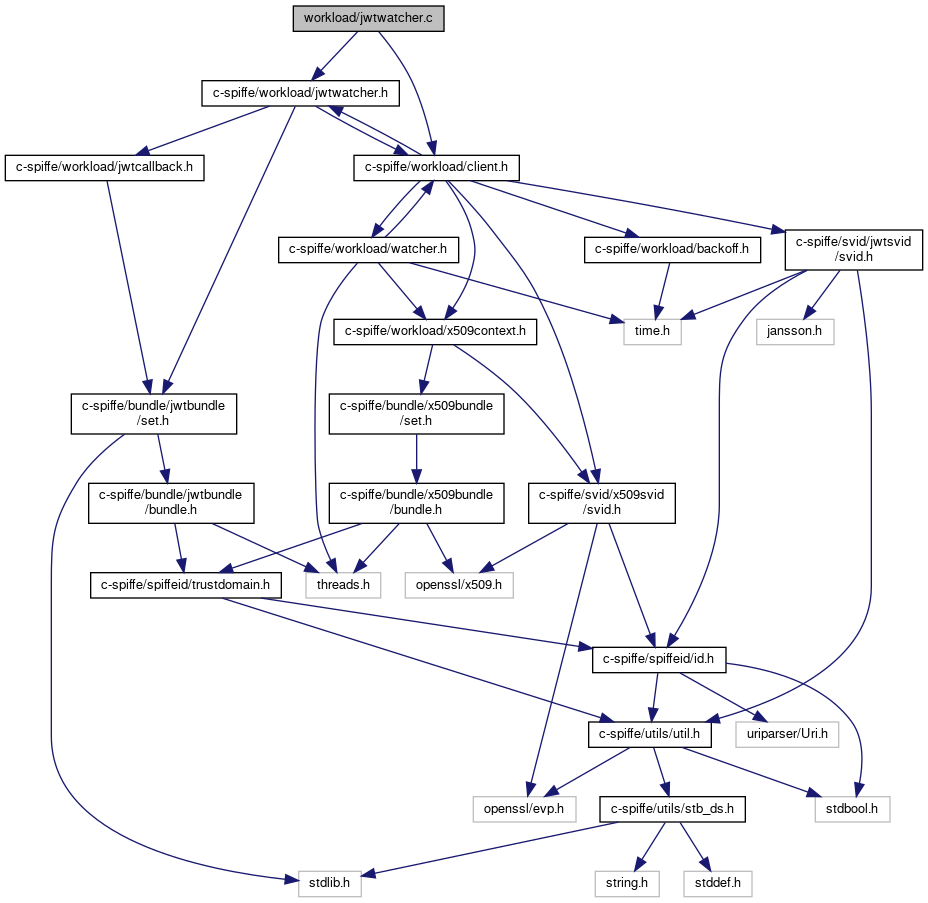 workload/jwtwatcher.c
c-spiffe/workload/jwtwatcher.h
c-spiffe/workload/jwtcallback.h
c-spiffe/workload/client.h
c-spiffe/workload/watcher.h
c-spiffe/workload/backoff.h
c-spiffe/svid/jwtsvid
/svid.h
c-spiffe/workload/x509context.h
time.h
jansson.h
c-spiffe/bundle/jwtbundle
/set.h
c-spiffe/bundle/x509bundle
/set.h
c-spiffe/bundle/jwtbundle
/bundle.h
c-spiffe/bundle/x509bundle
/bundle.h
c-spiffe/svid/x509svid
/svid.h
c-spiffe/spiffeid/trustdomain.h
threads.h
openssl/x509.h
c-spiffe/spiffeid/id.h
c-spiffe/utils/util.h
uriparser/Uri.h
openssl/evp.h
c-spiffe/utils/stb_ds.h
stdbool.h
stdlib.h
string.h
stddef.h